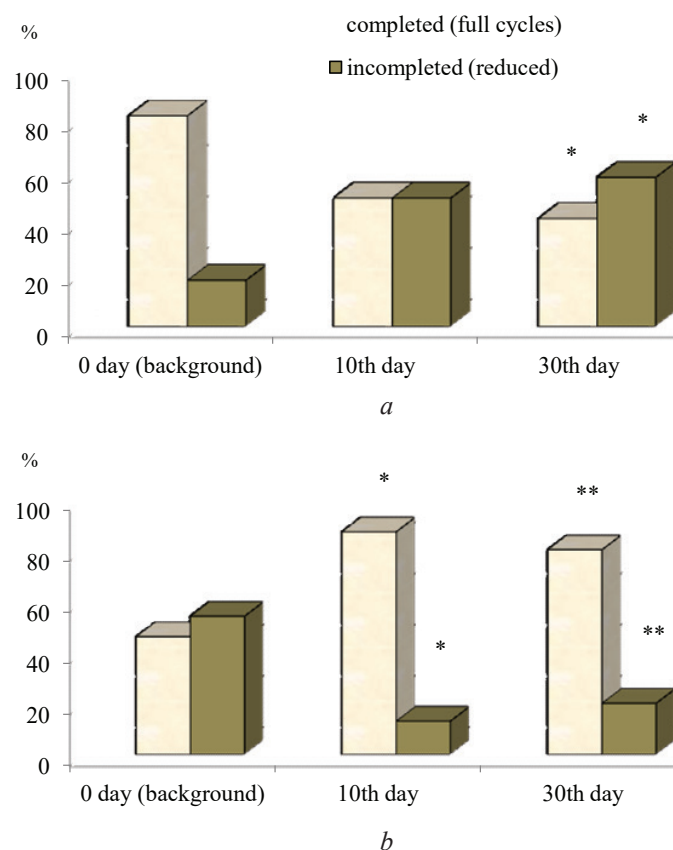 %
completed (full cycles)
incompleted (reduced)
100
80
60
40
20
0
* *
0 day (background) 10th day 30th day
a
%
100
80
60
40
20
0
* **
* **
0 day (background) 10th day 30th day
b